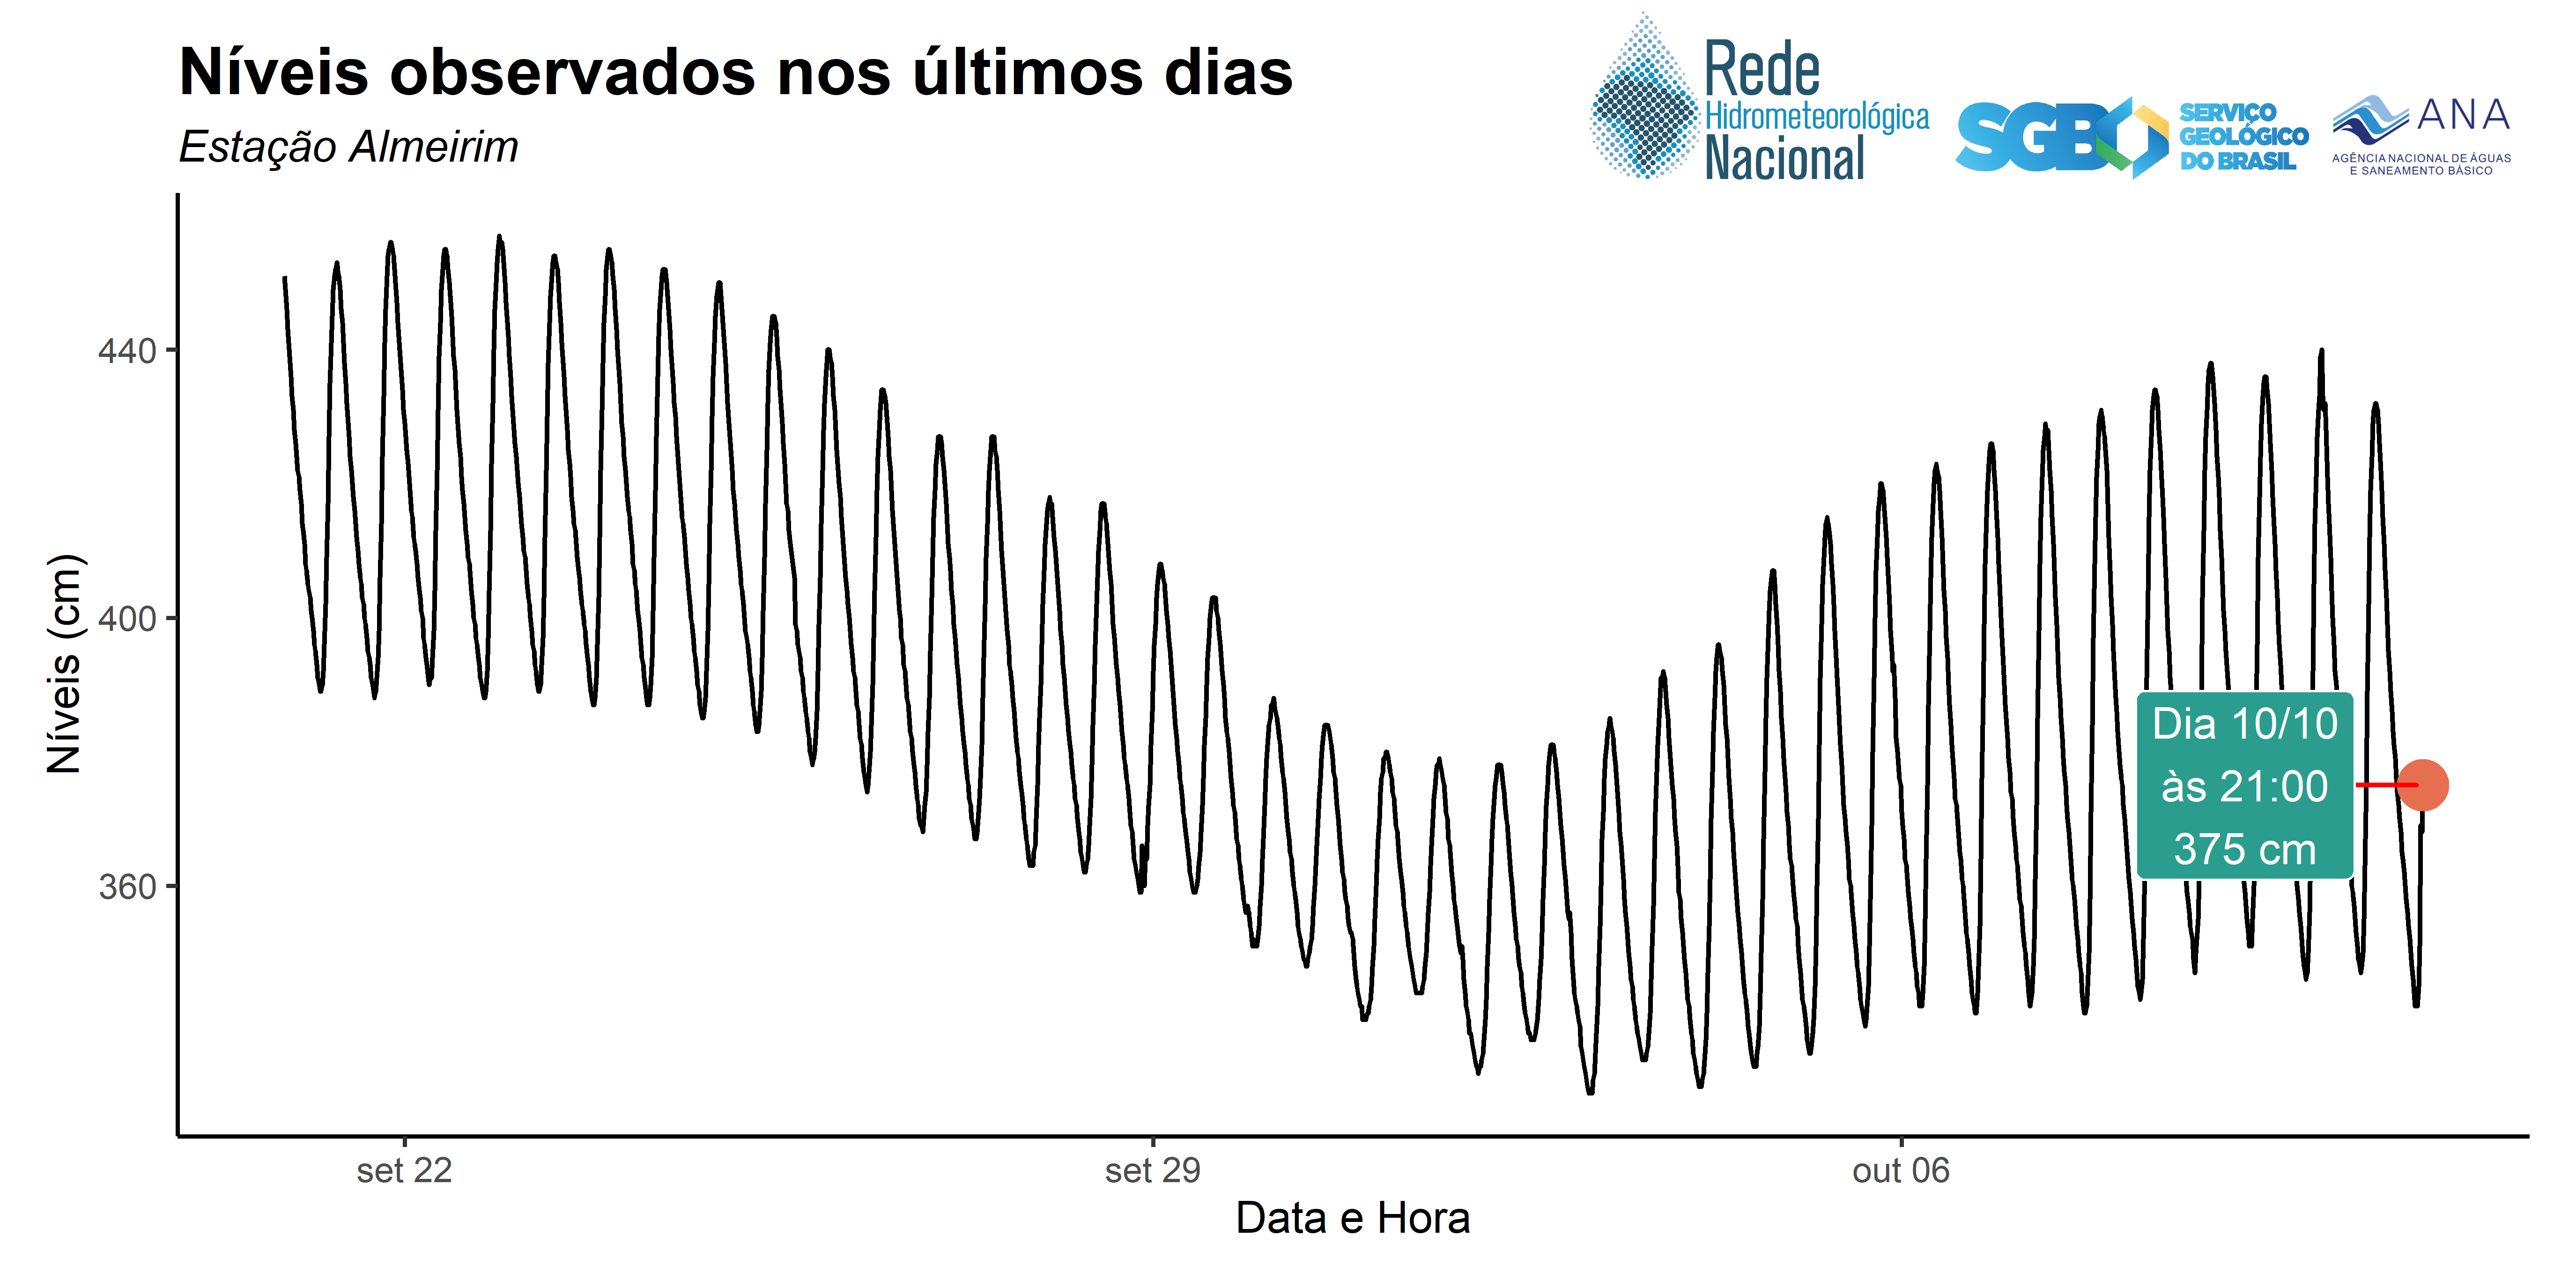 Níveis observados nos últimos dias
Estação Almeirim
Rede
Hidrometeorológica
Nacional
SGB
SERVIÇO
GEOLÓGICO
DO BRASIL
ANA
AGÊNCIA NACIONAL DE ÁGUAS
E SANEAMENTO BÁSICO
Níveis (cm)
440
400
360
Dia 10/10
às 21:00
375 cm
set 22
set 29
out 06
Data e Hora